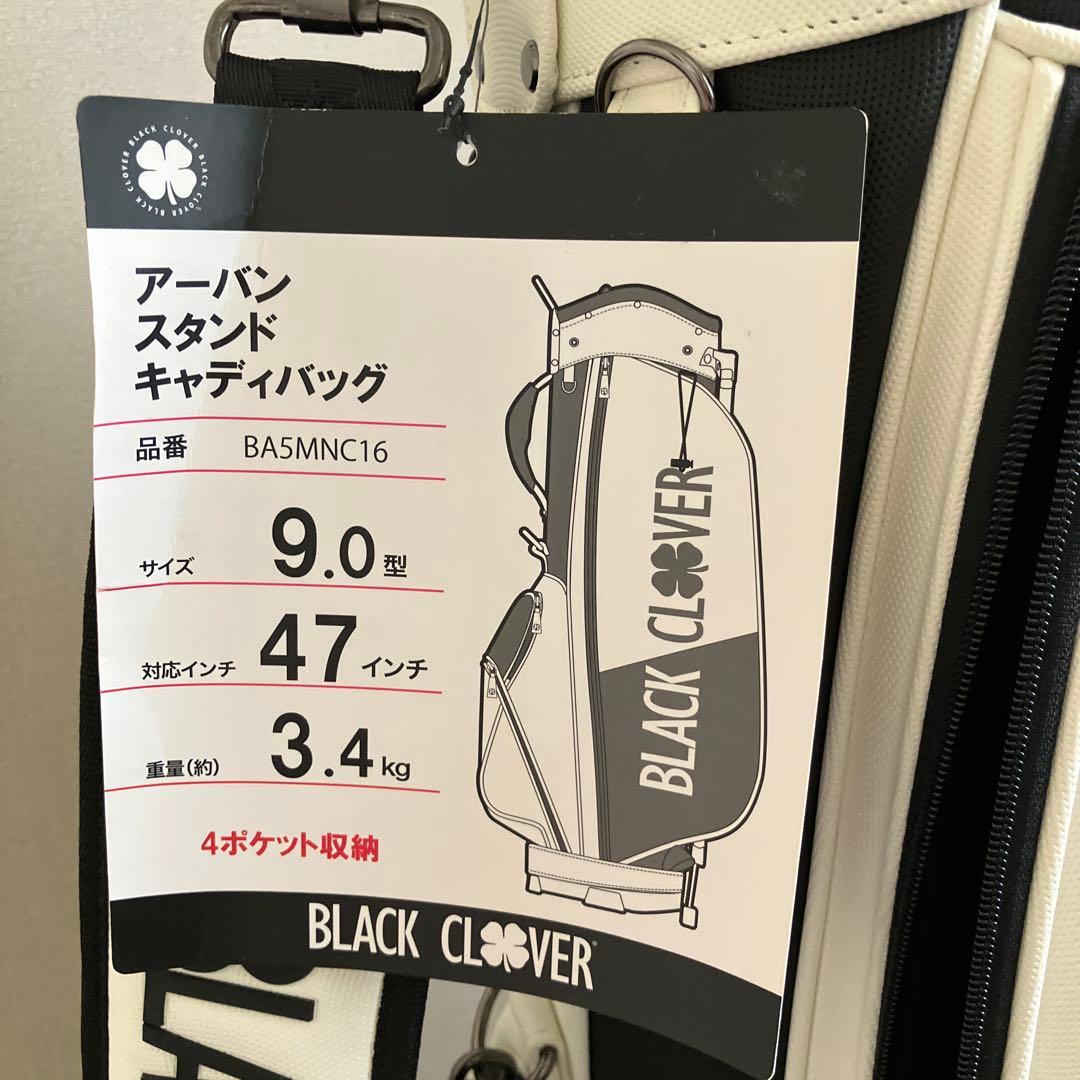 BLACK CLOVER BLACK CLOVER BLACK CLOVER
アーバン
スタンド
キャディバッグ
品番 BA5MNC16
サイズ 9.0型
対応インチ 47インチ
重量(約) 3.4kg
4ポケット収納
BLACK CLOVER
BLACK CLOVER
LA